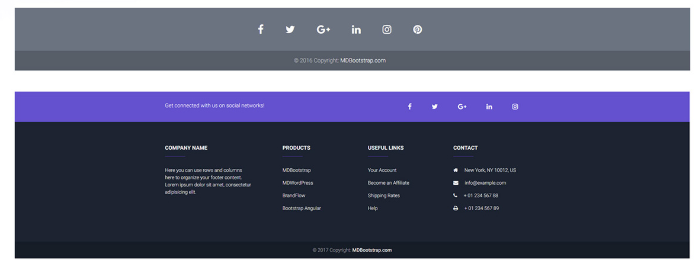 © 2016 Copyright: MDBootstrap.com
Get connected with us on social networks!
COMPANY NAME
Here you can use rows and columns
here to organize your footer content.
Lorem ipsum dolor sit amet, consectetur
adipisicing elit.
PRODUCTS
MDBootstrap
MDWordPress
BrandFlow
Bootstrap Angular
USEFUL LINKS
Your Account
Become an Affiliate
Shipping Rates
Help
CONTACT
New York, NY 10012, US
info@example.com
+ 01 234 567 88
+ 01 234 567 89
© 2017 Copyright: MDBootstrap.com